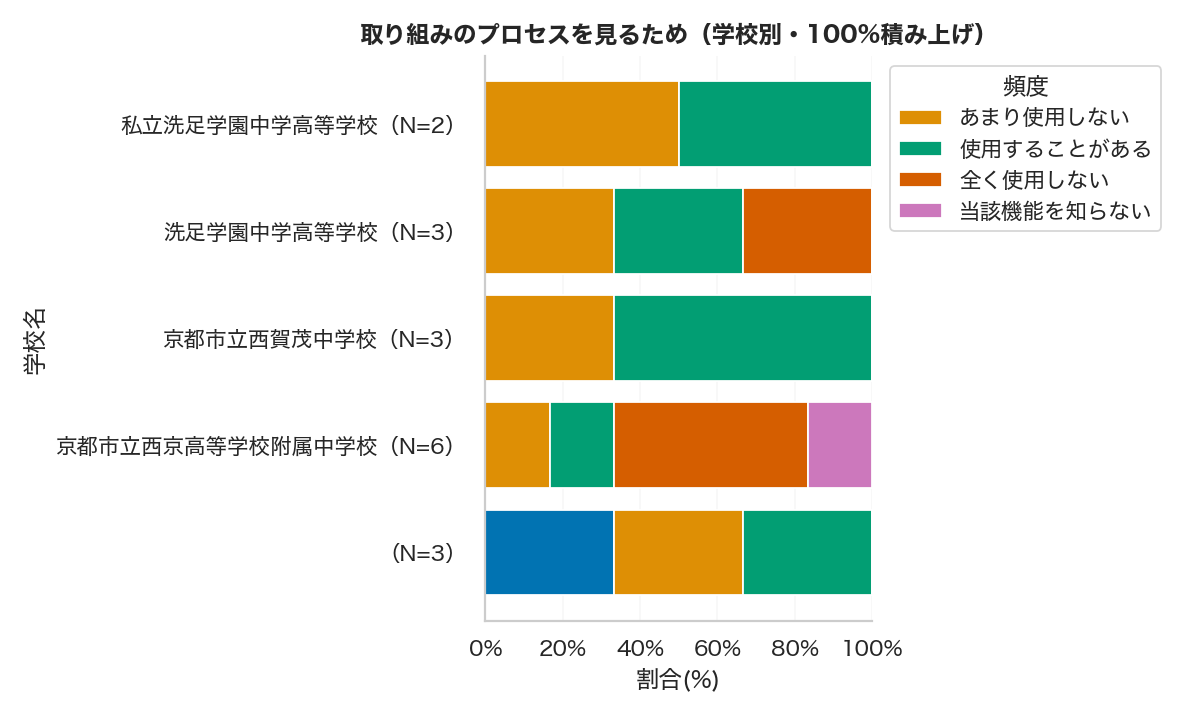 取り組みのプロセスを見るため（学校別・100%積み上げ）
頻度
あまり使用しない
使用することがある
全く使用しない
当該機能を知らない
学校名
私立洗足学園中学高等学校（N=2）
洗足学園中学高等学校（N=3）
京都市立西賀茂中学校（N=3）
京都市立西京高等学校附属中学校（N=6）
（N=3）
0% 20% 40% 60% 80% 100%
割合(%)